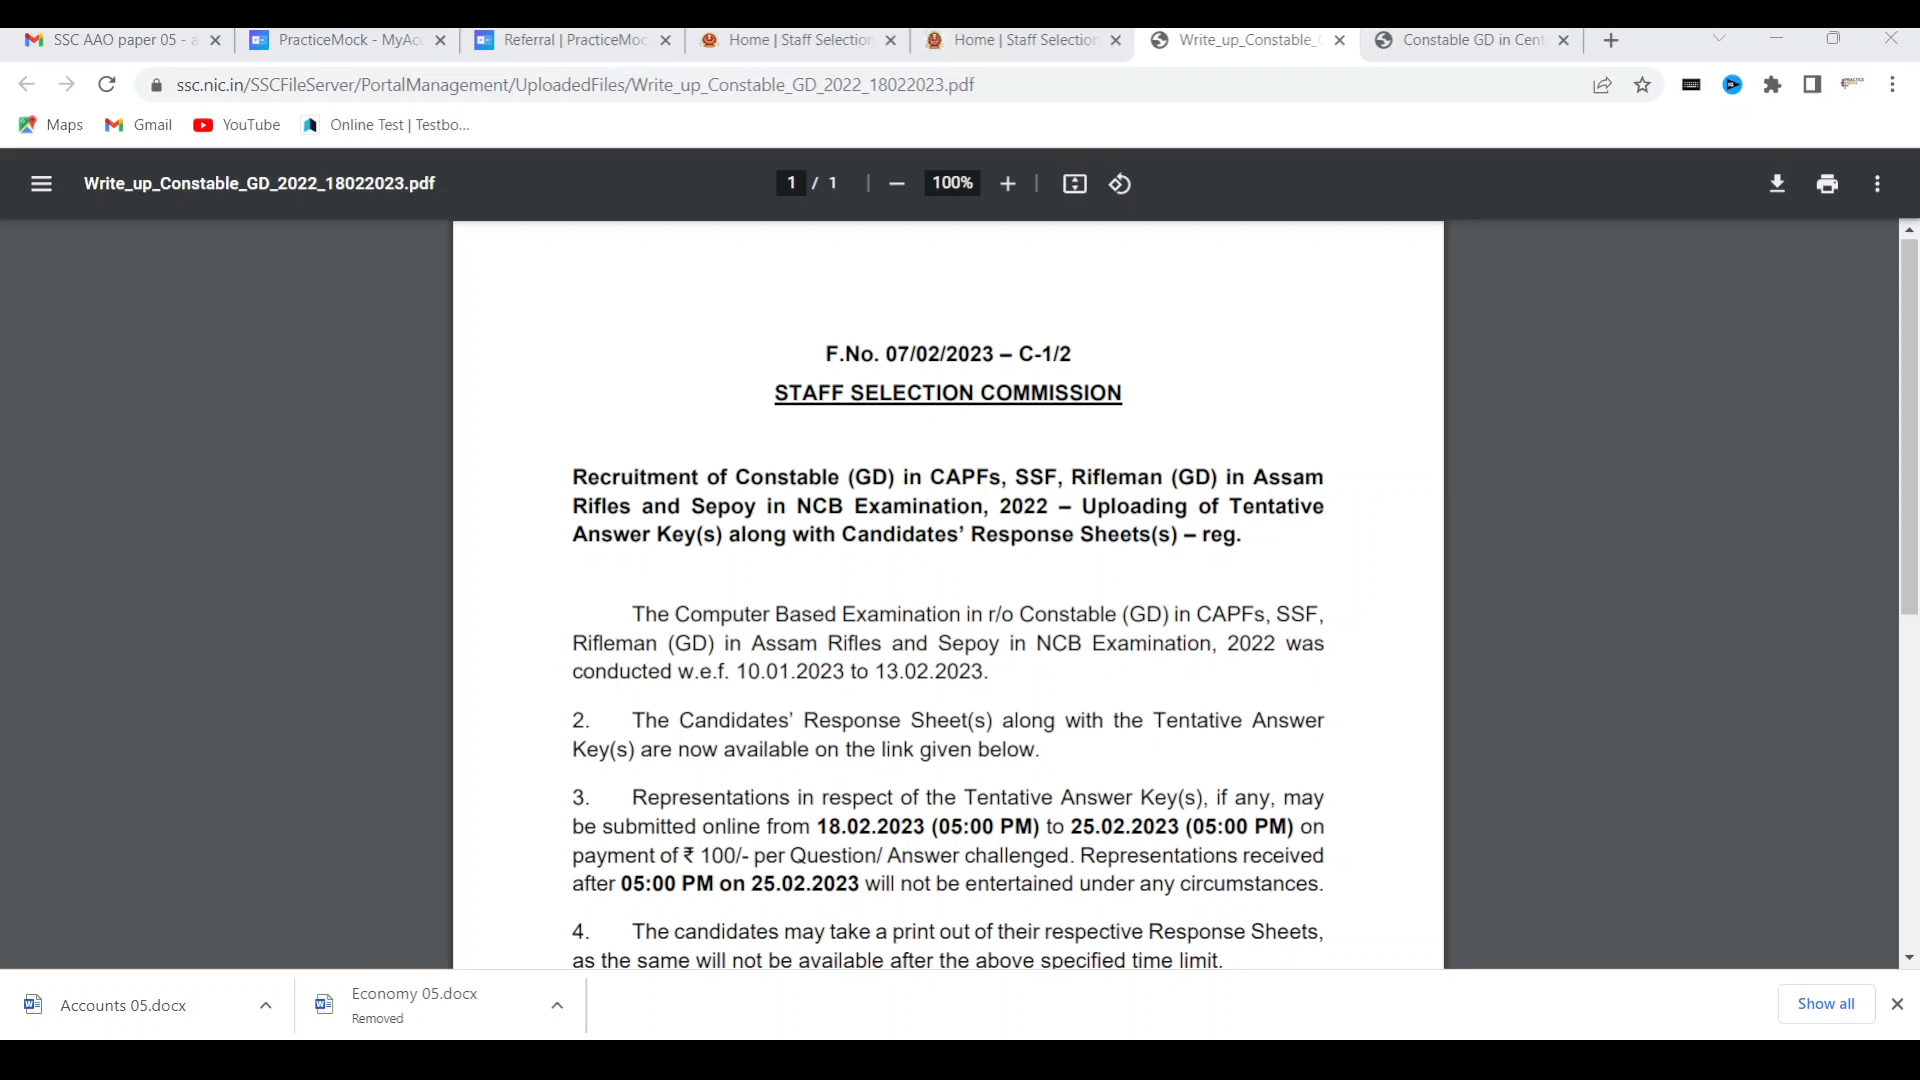 SSC AAO paper 05 - a
PracticeMock - MyAcc
Referral | PracticeMoc
Home | Staff Selection
Home | Staff Selection
Write_up_Constable_G
Constable GD in Cent
ssc.nic.in/SSCFileServer/PortalManagement/UploadedFiles/Write_up_Constable_GD_2022_18022023.pdf
Maps
Gmail
YouTube
Online Test | Testbo...
Write_up_Constable_GD_2022_18022023.pdf
1 / 1
100%
F.No. 07/02/2023 – C-1/2
STAFF SELECTION COMMISSION
Recruitment of Constable (GD) in CAPFs, SSF, Rifleman (GD) in Assam
Rifles and Sepoy in NCB Examination, 2022 – Uploading of Tentative
Answer Key(s) along with Candidates’ Response Sheets(s) – reg.
The Computer Based Examination in r/o Constable (GD) in CAPFs, SSF,
Rifleman (GD) in Assam Rifles and Sepoy in NCB Examination, 2022 was
conducted w.e.f. 10.01.2023 to 13.02.2023.
2. The Candidates’ Response Sheet(s) along with the Tentative Answer
Key(s) are now available on the link given below.
3. Representations in respect of the Tentative Answer Key(s), if any, may
be submitted online from 18.02.2023 (05:00 PM) to 25.02.2023 (05:00 PM) on
payment of ₹ 100/- per Question/ Answer challenged. Representations received
after 05:00 PM on 25.02.2023 will not be entertained under any circumstances.
4. The candidates may take a print out of their respective Response Sheets,
as the same will not be available after the above specified time limit.
Accounts 05.docx
Economy 05.docx
Removed
Show all